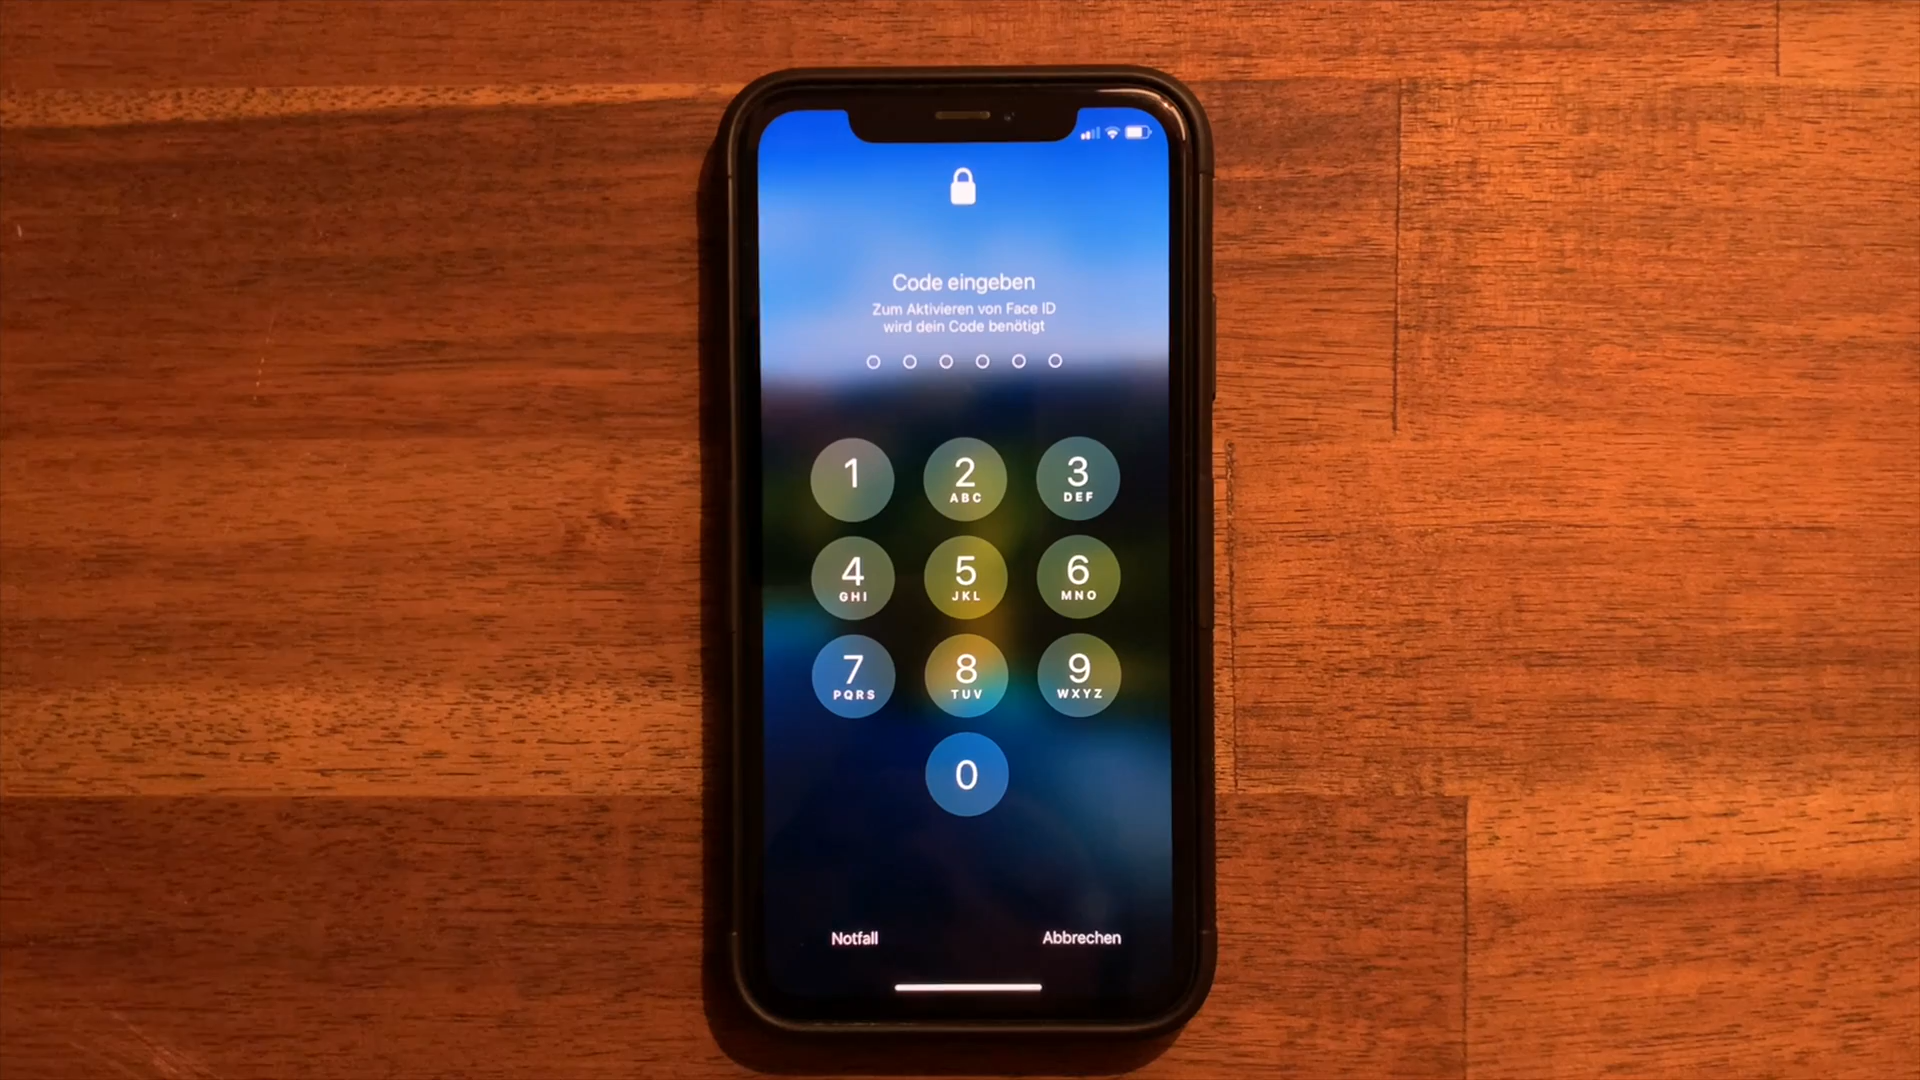 Code eingeben
Zum Aktivieren von Face ID
wird dein Code benötigt
1
2
ABC
3
DEF
4
GHI
5
JKL
6
MNO
7
PQRS
8
TUV
9
WXYZ
0
Notfall
Abbrechen